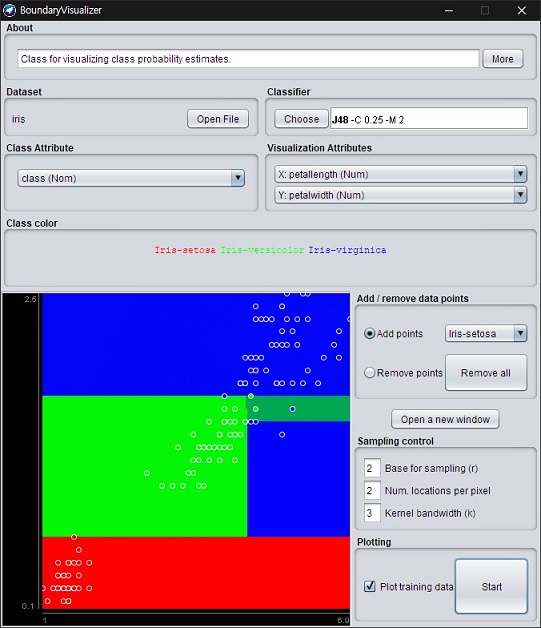 BoundaryVisualizer
About
Class for visualizing class probability estimates.
More
Dataset
iris
Open File
Classifier
Choose
J48 -C 0.25 -M 2
Class Attribute
class (Nom)
Visualization Attributes
X: petallength (Num)
Y: petalwidth (Num)
Class color
Iris-setosa Iris-versicolor Iris-virginica
2.5
0.1
1
6.9
Add / remove data points
Add points
Iris-setosa
Remove points
Remove all
Open a new window
Sampling control
2 Base for sampling (r)
2 Num. locations per pixel
3 Kernel bandwidth (k)
Plotting
Plot training data
Start